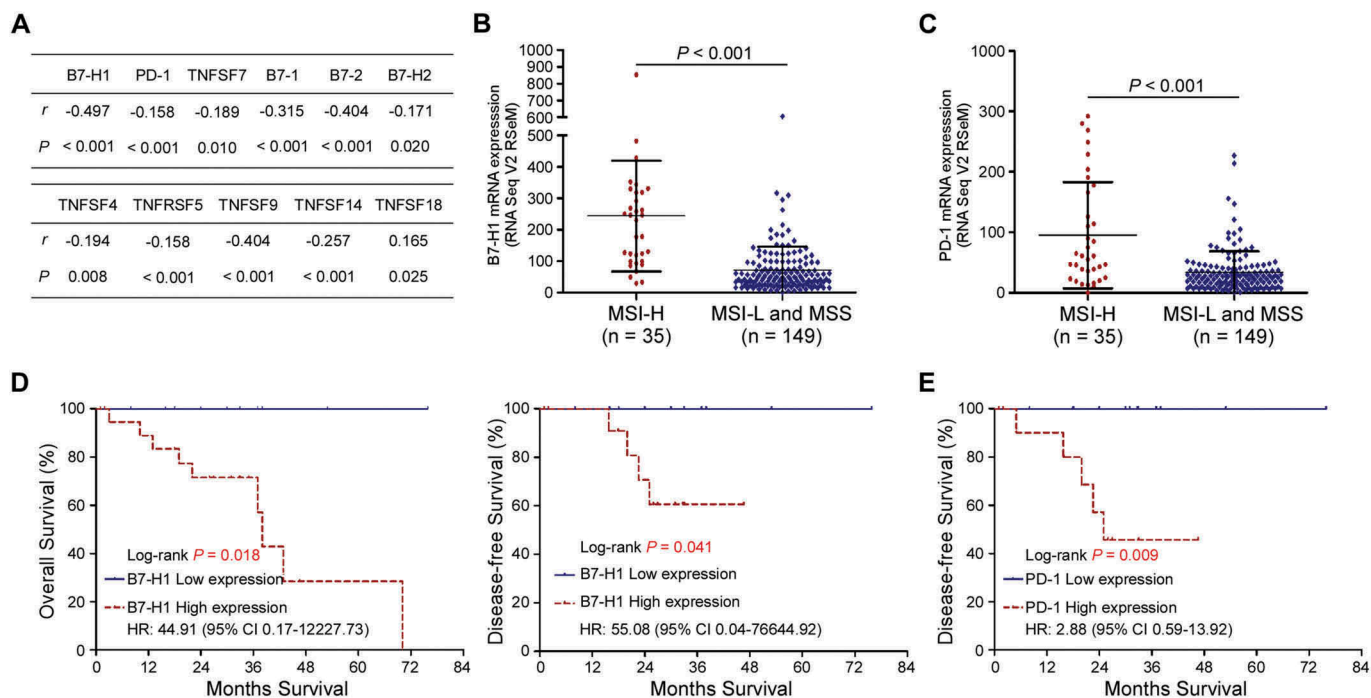 A
B7-H1 PD-1 TNFSF7 B7-1 B7-2 B7-H2
r -0.497 -0.158 -0.189 -0.315 -0.404 -0.171
P < 0.001 < 0.001 0.010 < 0.001 < 0.001 0.020
TNFSF4 TNFRSF5 TNFSF9 TNFSF14 TNFSF18
r -0.194 -0.158 -0.404 -0.257 0.165
P 0.008 < 0.001 < 0.001 < 0.001 0.025
B
B7-H1 mRNA expresssion
(RNA Seq V2 RSeM)
1000
900
800
700
600
500
400
300
200
100
0
P < 0.001
MSI-H MSI-L and MSS
(n = 35) (n = 149)
C
PD-1 mRNA expresssion
(RNA Seq V2 RSeM)
1000
300
200
100
0
P < 0.001
MSI-H MSI-L and MSS
(n = 35) (n = 149)
D
Overall Survival (%)
100
80
60
40
20
0
Log-rank P = 0.018
B7-H1 Low expression
B7-H1 High expression
HR: 44.91 (95% CI 0.17-12227.73)
0 12 24 36 48 60 72 84
Months Survival
Disease-free Survival (%)
100
80
60
40
20
0
Log-rank P = 0.041
B7-H1 Low expression
B7-H1 High expression
HR: 55.08 (95% CI 0.04-76644.92)
0 12 24 36 48 60 72 84
Months Survival
E
Disease-free Survival (%)
100
80
60
40
20
0
Log-rank P = 0.009
PD-1 Low expression
PD-1 High expression
HR: 2.88 (95% CI 0.59-13.92)
0 12 24 36 48 60 72 84
Months Survival